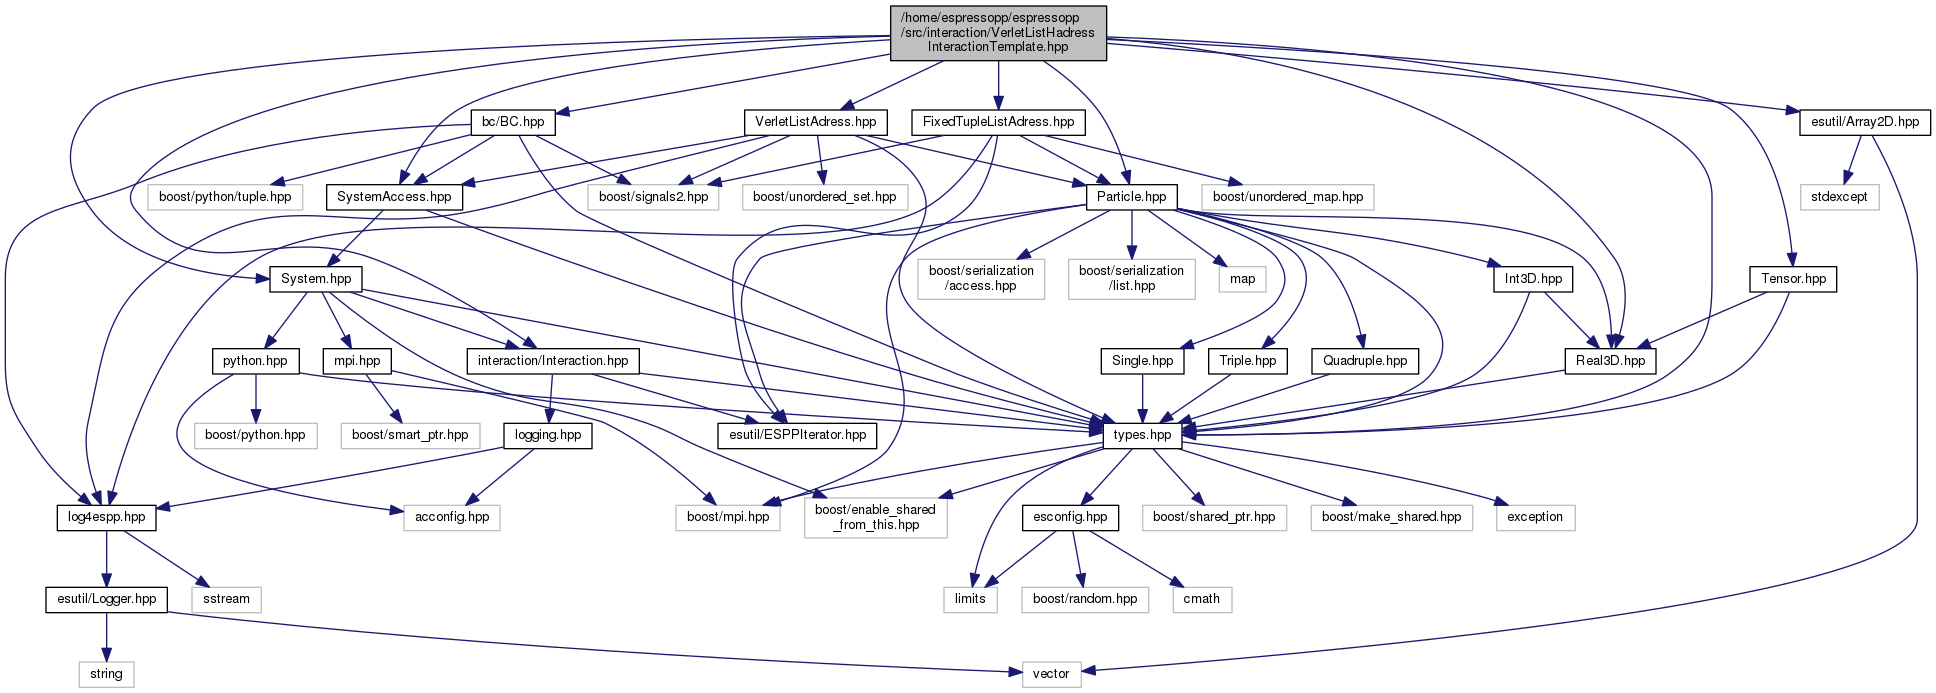 /home/espressopp/espressopp
/src/interaction/VerletListHadress
InteractionTemplate.hpp
bc/BC.hpp
VerletListAdress.hpp
FixedTupleListAdress.hpp
esutil/Array2D.hpp
boost/python/tuple.hpp
SystemAccess.hpp
boost/signals2.hpp
boost/unordered_set.hpp
Particle.hpp
boost/unordered_map.hpp
stdexcept
System.hpp
boost/serialization
/access.hpp
boost/serialization
/list.hpp
map
Int3D.hpp
Tensor.hpp
python.hpp
mpi.hpp
interaction/Interaction.hpp
Single.hpp
Triple.hpp
Quadruple.hpp
Real3D.hpp
boost/python.hpp
boost/smart_ptr.hpp
logging.hpp
esutil/ESPPIterator.hpp
types.hpp
log4espp.hpp
acconfig.hpp
boost/mpi.hpp
boost/enable_shared
_from_this.hpp
esconfig.hpp
boost/shared_ptr.hpp
boost/make_shared.hpp
exception
esutil/Logger.hpp
sstream
limits
boost/random.hpp
cmath
string
vector